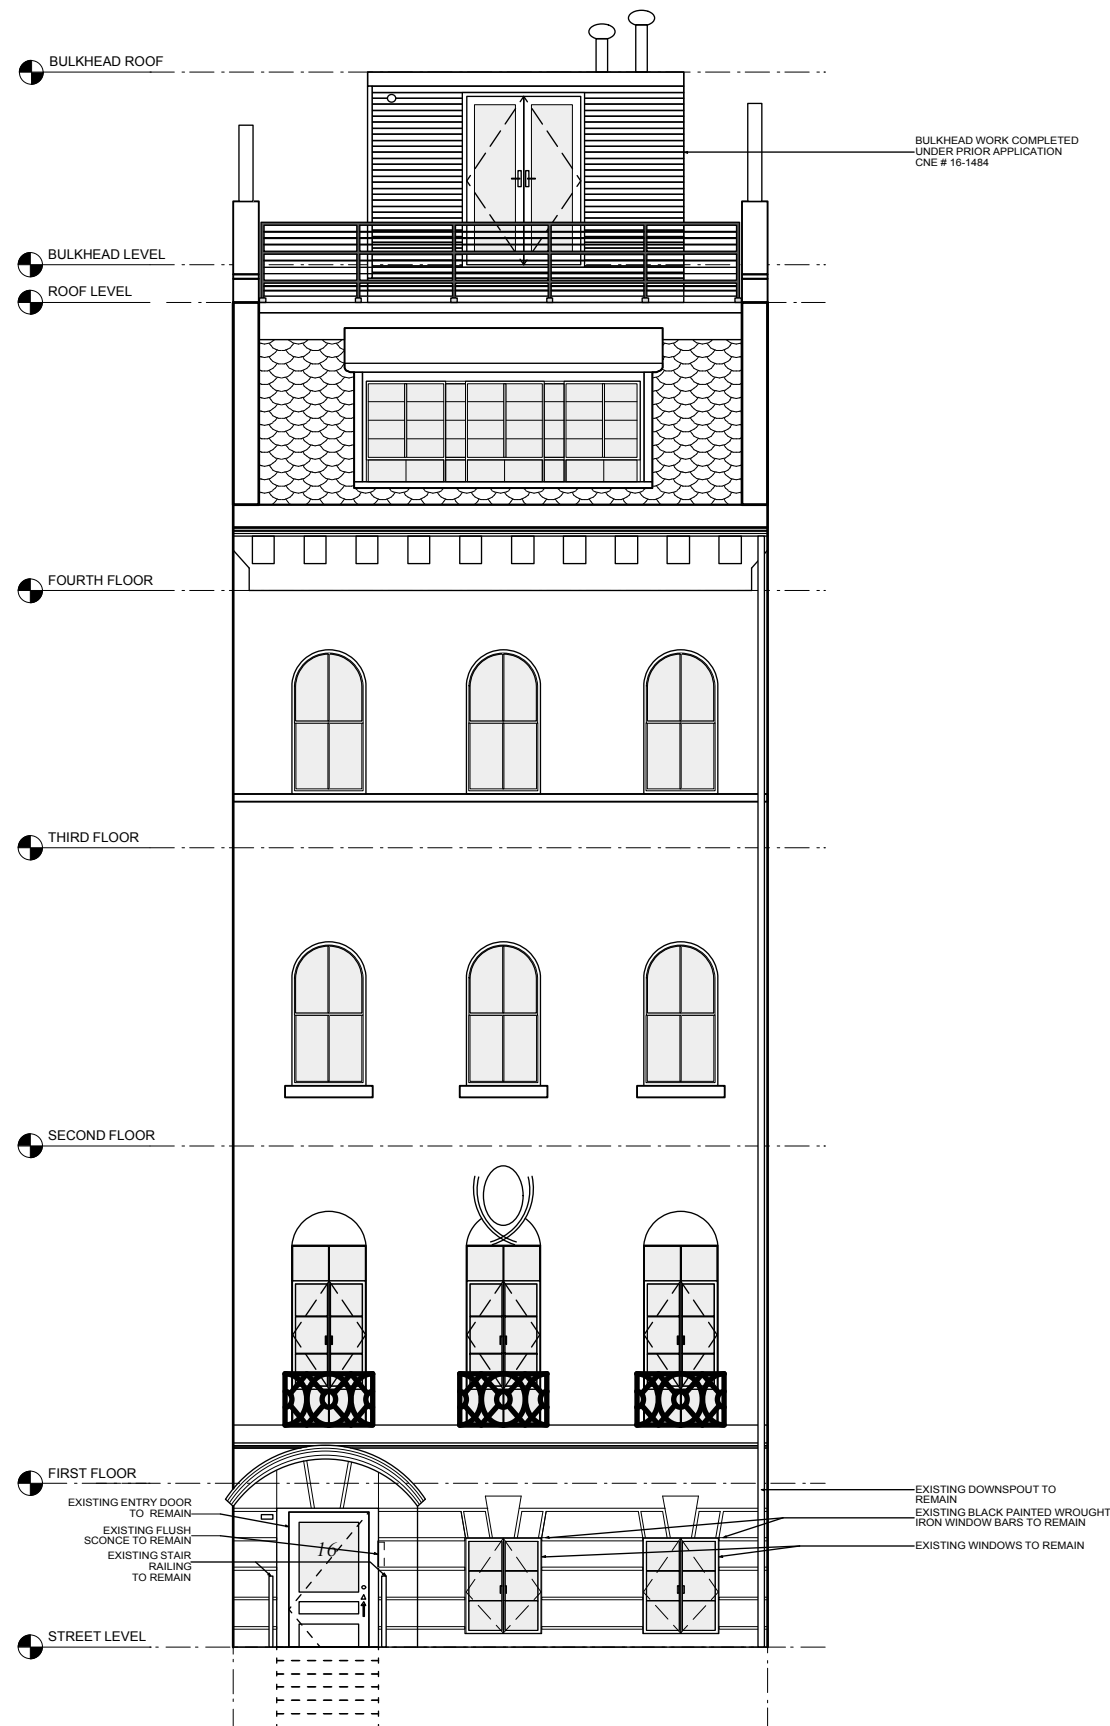 BULKHEAD ROOF
BULKHEAD WORK COMPLETED
UNDER PRIOR APPLICATION
CNE # 16-1484
BULKHEAD LEVEL
ROOF LEVEL
FOURTH FLOOR
THIRD FLOOR
SECOND FLOOR
FIRST FLOOR
EXISTING ENTRY DOOR
TO REMAIN
EXISTING FLUSH
SCONCE TO REMAIN
EXISTING STAIR
RAILING
TO REMAIN
16
EXISTING DOWNSPOUT TO
REMAIN
EXISTING BLACK PAINTED WROUGHT
IRON WINDOW BARS TO REMAIN
EXISTING WINDOWS TO REMAIN
STREET LEVEL